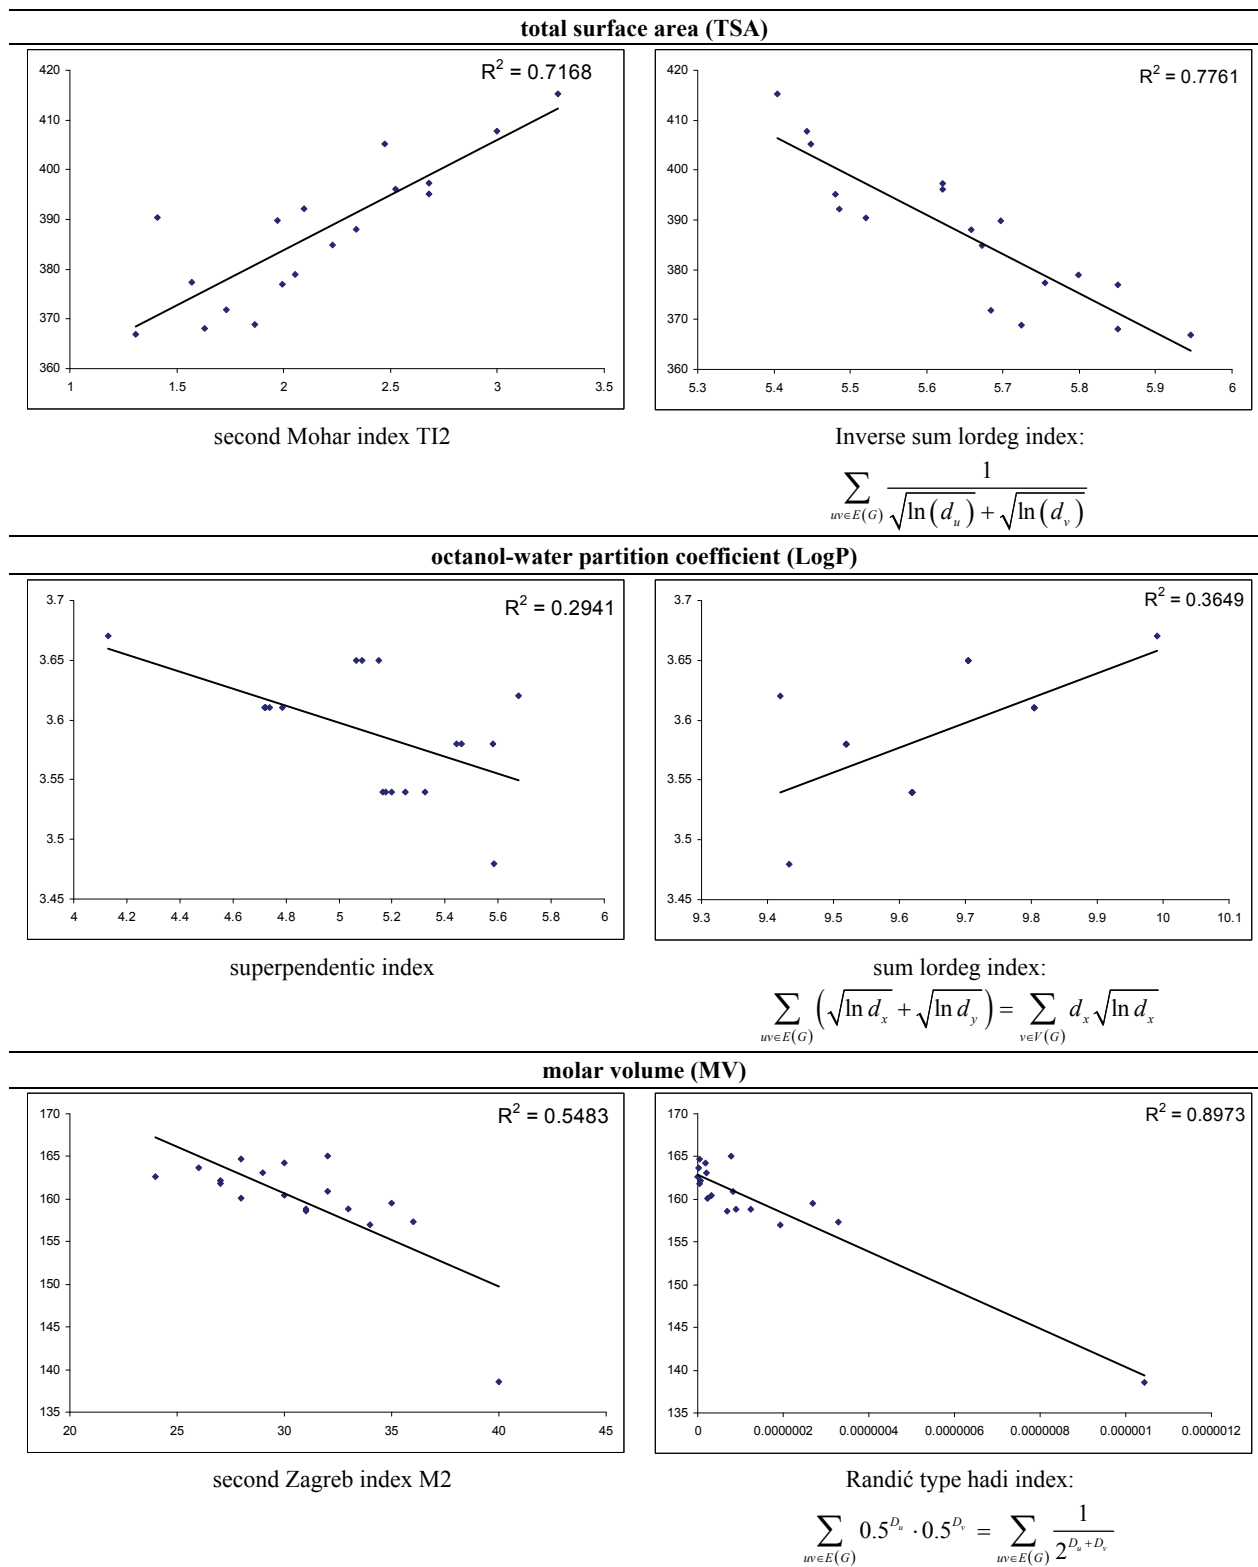 total surface area (TSA)
R² = 0.7168
420
410
400
390
380
370
360
1 1.5 2 2.5 3 3.5
second Mohar index TI2
R² = 0.7761
420
410
400
390
380
370
360
5.3 5.4 5.5 5.6 5.7 5.8 5.9 6
Inverse sum lordeg index:
∑_{uv∈E(G)} 1 / (√ln(d_u) + √ln(d_v))
octanol-water partition coefficient (LogP)
R² = 0.2941
3.7
3.65
3.6
3.55
3.5
3.45
4 4.2 4.4 4.6 4.8 5 5.2 5.4 5.6 5.8 6
superpendentic index
R² = 0.3649
3.7
3.65
3.6
3.55
3.5
3.45
9.3 9.4 9.5 9.6 9.7 9.8 9.9 10 10.1
sum lordeg index:
∑_{uv∈E(G)} (√ln d_x + √ln d_y) = ∑_{v∈V(G)} d_x √ln d_x
molar volume (MV)
R² = 0.5483
170
165
160
155
150
145
140
135
20 25 30 35 40 45
second Zagreb index M2
R² = 0.8973
170
165
160
155
150
145
140
135
0 0.0000002 0.0000004 0.0000006 0.0000008 0.000001 0.0000012
Randić type hadi index:
∑_{uv∈E(G)} 0.5^{D_u} · 0.5^{D_v} = ∑_{uv∈E(G)} 1 / 2^{D_u + D_v}